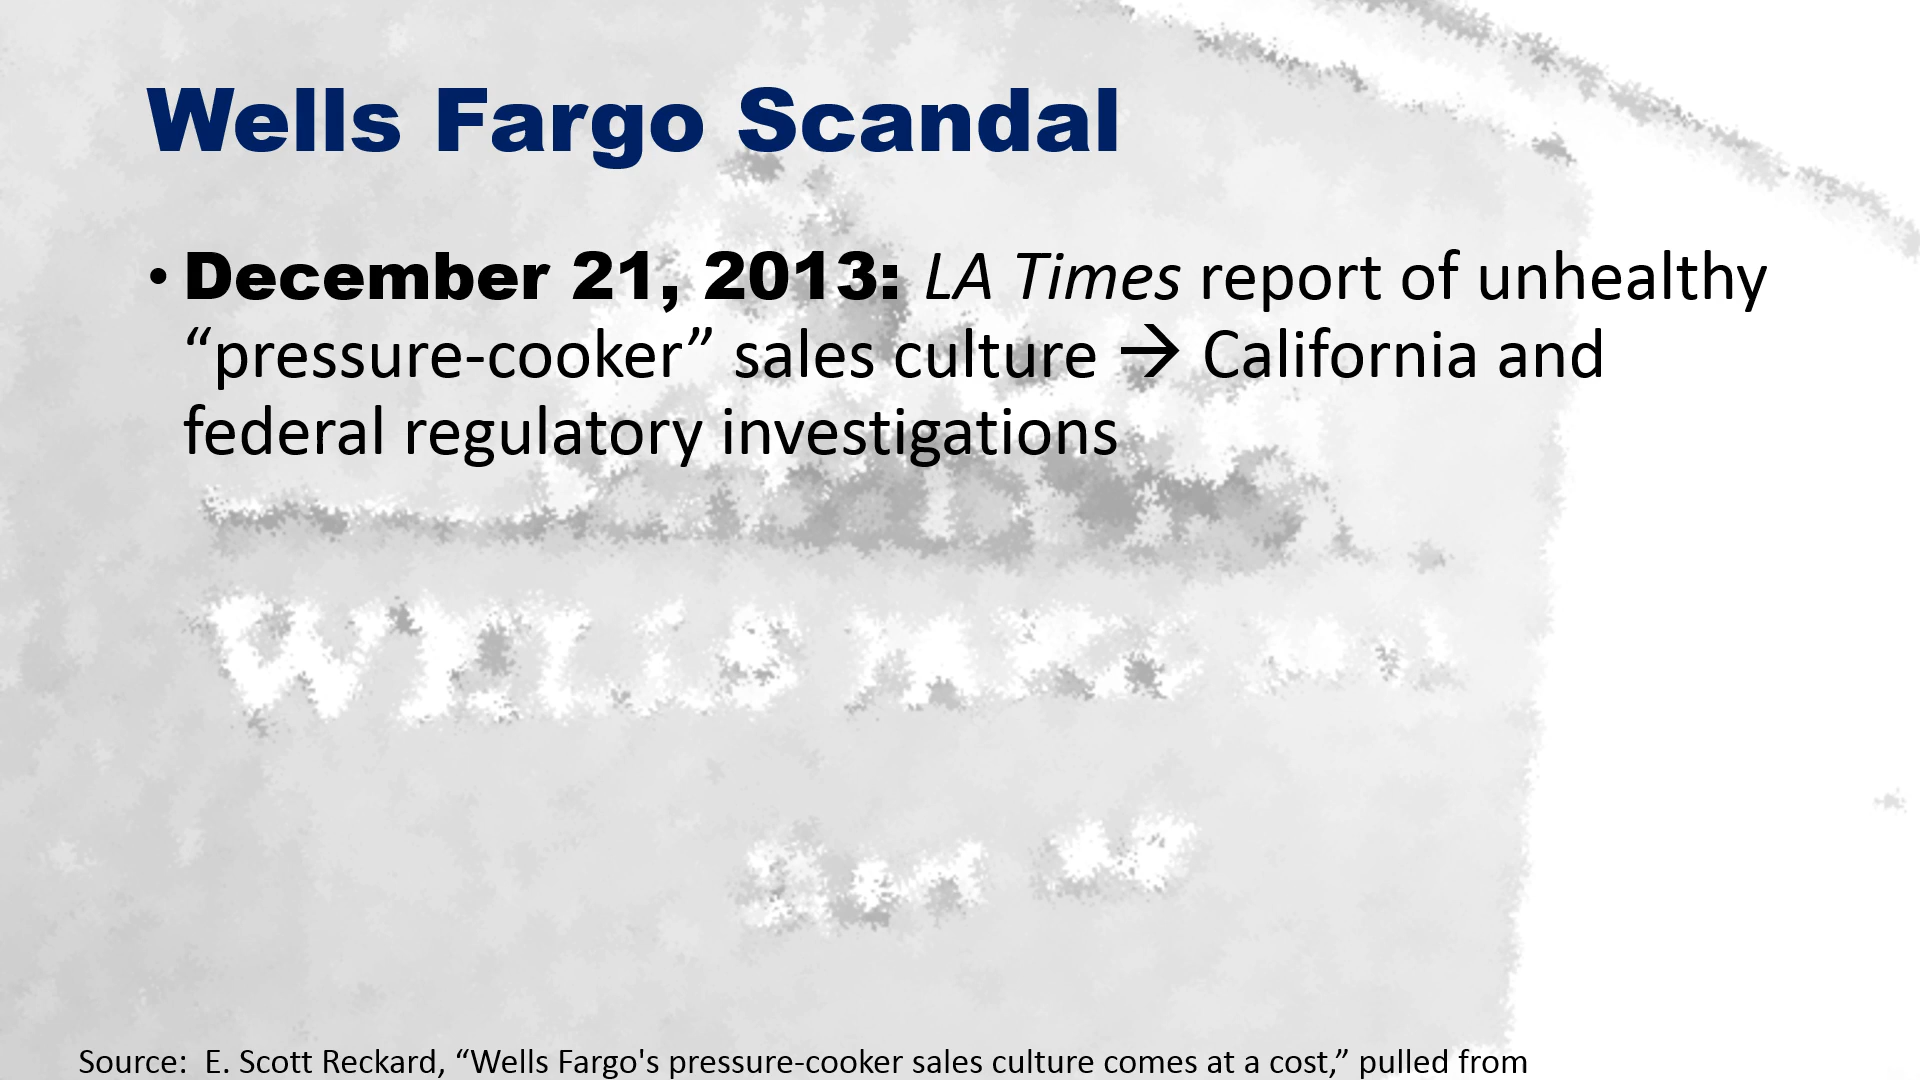 Wells Fargo Scandal
• December 21, 2013: LA Times report of unhealthy
“pressure-cooker” sales culture → California and
federal regulatory investigations
WELLS
Source:  E. Scott Reckard, “Wells Fargo's pressure-cooker sales culture comes at a cost,” pulled from